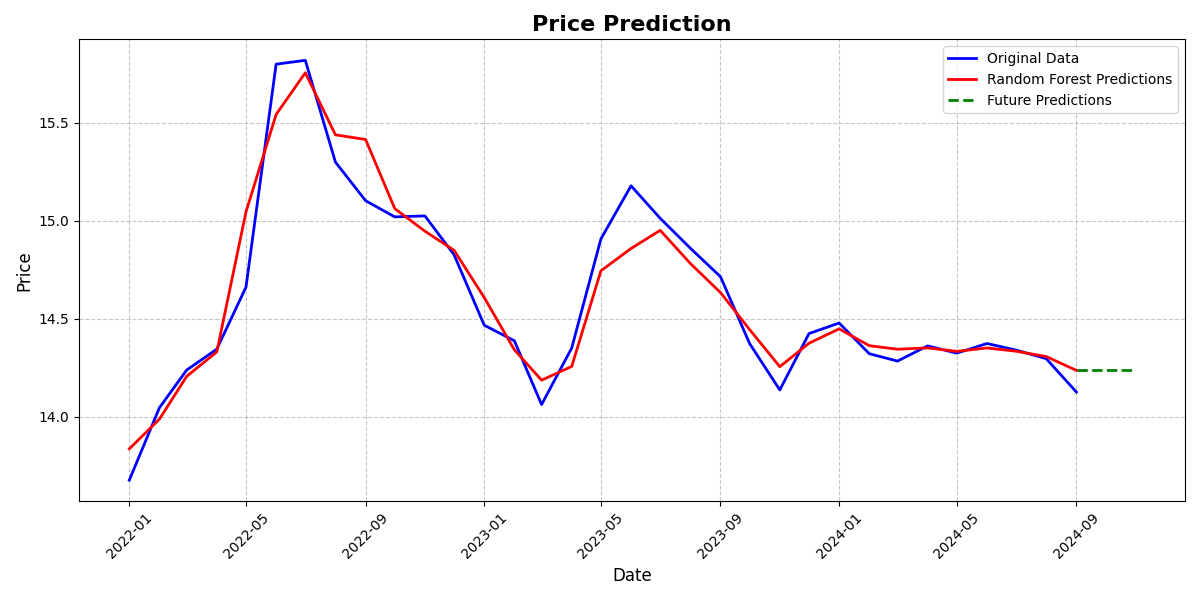 Price Prediction
Original Data
Random Forest Predictions
Future Predictions
Price
15.5
15.0
14.5
14.0
2022-01
2022-05
2022-09
2023-01
2023-05
2023-09
2024-01
2024-05
2024-09
Date